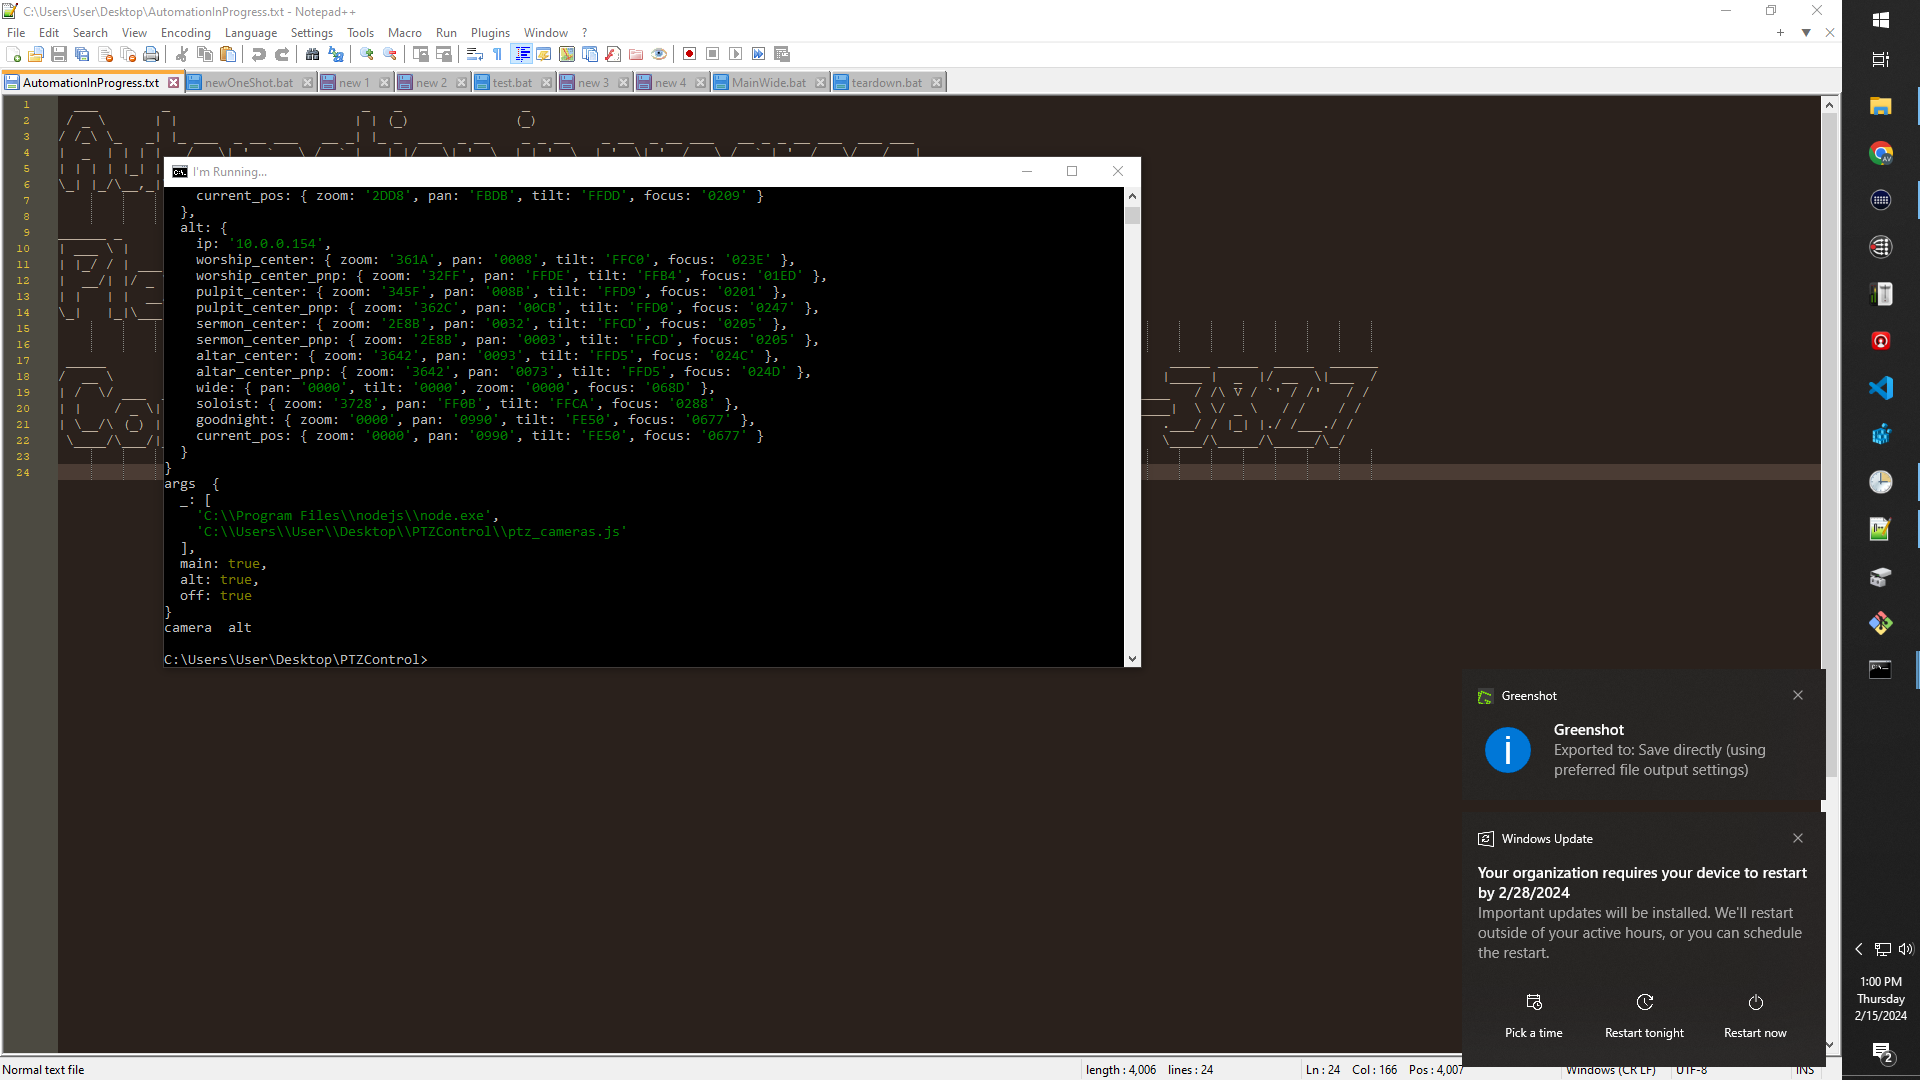 C:\Users\User\Desktop\AutomationInProgress.txt - Notepad++
File Edit Search View Encoding Language Settings Tools Macro Run Plugins Window ?
AutomationInProgress.txt newOneShot.bat new 1 new 2 test.bat new 3 new 4 MainWide.bat teardown.bat
1
2
3
4
5
6
7
8
9
10
11
12
13
14
15
16
17
18
19
20
21
22
23
24
I'm Running...
current_pos: { zoom: '2DD8', pan: 'FBDB', tilt: 'FFDD', focus: '0209' }
},
alt: {
ip: '10.0.0.154',
worship_center: { zoom: '361A', pan: '0008', tilt: 'FFC0', focus: '023E' },
worship_center_pnp: { zoom: '32FF', pan: 'FFDE', tilt: 'FFB4', focus: '01ED' },
pulpit_center: { zoom: '345F', pan: '008B', tilt: 'FFD9', focus: '0201' },
pulpit_center_pnp: { zoom: '362C', pan: '00CB', tilt: 'FFD0', focus: '0247' },
sermon_center: { zoom: '2E8B', pan: '0032', tilt: 'FFCD', focus: '0205' },
sermon_center_pnp: { zoom: '2E8B', pan: '0003', tilt: 'FFCD', focus: '0205' },
altar_center: { zoom: '3642', pan: '0093', tilt: 'FFD5', focus: '024C' },
altar_center_pnp: { zoom: '3642', pan: '0073', tilt: 'FFD5', focus: '024D' },
wide: { pan: '0000', tilt: '0000', zoom: '0000', focus: '068D' },
soloist: { zoom: '3728', pan: 'FF0B', tilt: 'FFCA', focus: '0288' },
goodnight: { zoom: '0000', pan: '0990', tilt: 'FE50', focus: '0677' },
current_pos: { zoom: '0000', pan: '0990', tilt: 'FE50', focus: '0677' }
}
}
args {
_: [
'C:\\Program Files\\nodejs\\node.exe',
'C:\\Users\\User\\Desktop\\PTZControl\\ptz_cameras.js'
],
main: true,
alt: true,
off: true
}
camera alt
C:\Users\User\Desktop\PTZControl>
Greenshot
Greenshot
Exported to: Save directly (using
preferred file output settings)
Windows Update
Your organization requires your device to restart
by 2/28/2024
Important updates will be installed. We'll restart
outside of your active hours, or you can schedule
the restart.
Pick a time Restart tonight Restart now
1:00 PM
Thursday
2/15/2024
2
Normal text file length : 4,006 lines : 24 Ln : 24 Col : 166 Pos : 4,007 Windows (CR LF) UTF-8 INS